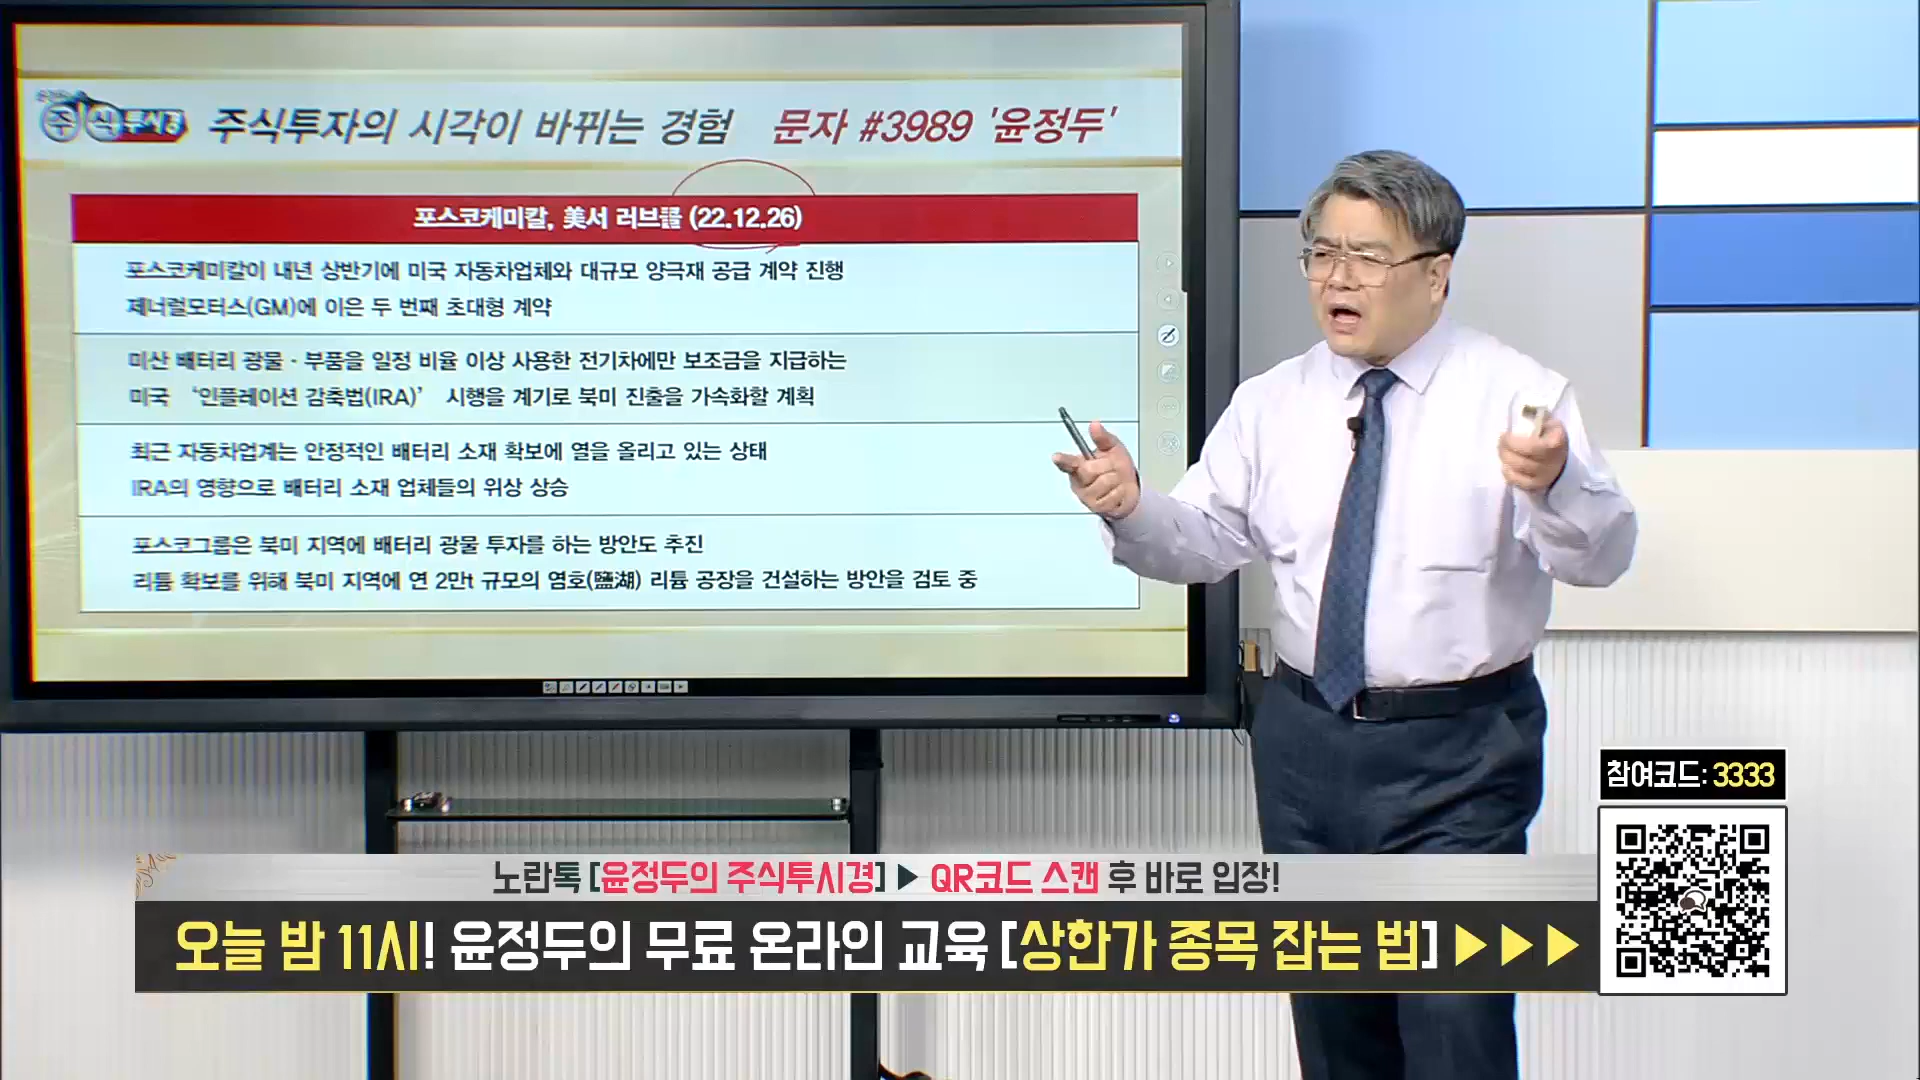 주식투시경
주식투자의 시각이 바뀌는 경험 문자 #3989 '윤정두'
포스코케미칼, 美서 러브콜 (22.12.26)
포스코케미칼이 내년 상반기에 미국 자동차업체와 대규모 양극재 공급 계약 진행
제너럴모터스(GM)에 이은 두 번째 초대형 계약
미산 배터리 광물 · 부품을 일정 비율 이상 사용한 전기차에만 보조금을 지급하는
미국 ‘인플레이션 감축법(IRA)’ 시행을 계기로 북미 진출을 가속화할 계획
최근 자동차업계는 안정적인 배터리 소재 확보에 열을 올리고 있는 상태
IRA의 영향으로 배터리 소재 업체들의 위상 상승
포스코그룹은 북미 지역에 배터리 광물 투자를 하는 방안도 추진
리튬 확보를 위해 북미 지역에 연 2만t 규모의 염호(鹽湖) 리튬 공장을 건설하는 방안을 검토 중
참여코드: 3333
노란톡 [윤정두의 주식투시경] ▶ QR코드 스캔 후 바로 입장!
오늘 밤 11시! 윤정두의 무료 온라인 교육 [상한가 종목 잡는 법] ▶▶▶